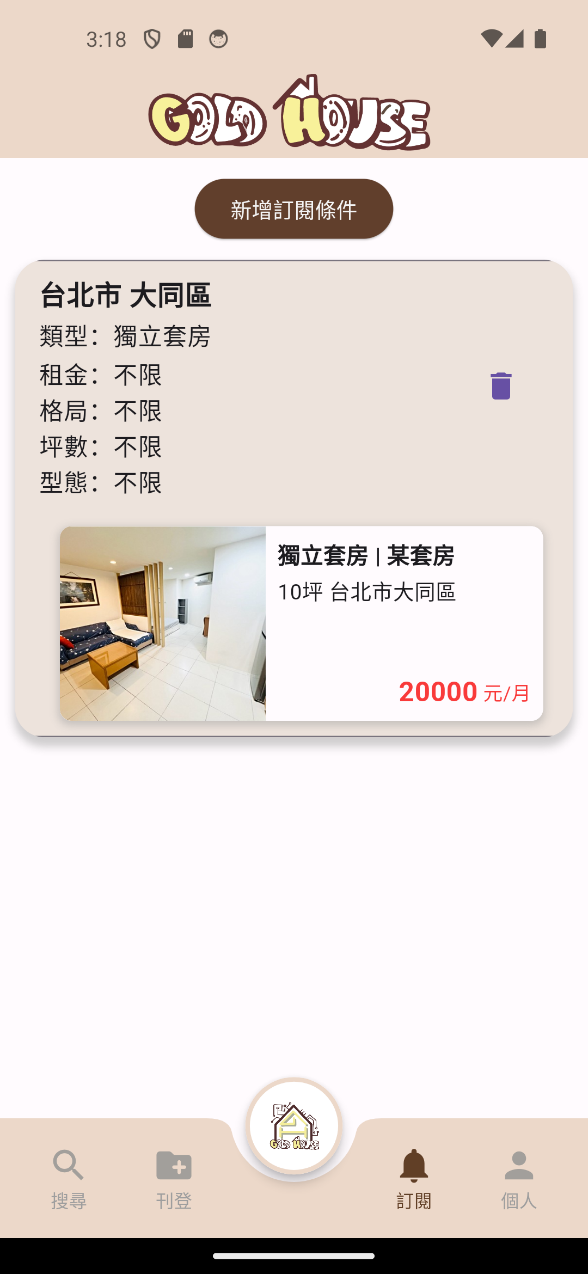 3:18
GOLD HOUSE
新增訂閱條件
台北市 大同區
類型：獨立套房
租金：不限
格局：不限
坪數：不限
型態：不限
獨立套房 | 某套房
10坪 台北市大同區
20000 元/月
GOLD HOUSE
搜尋
刊登
訂閱
個人